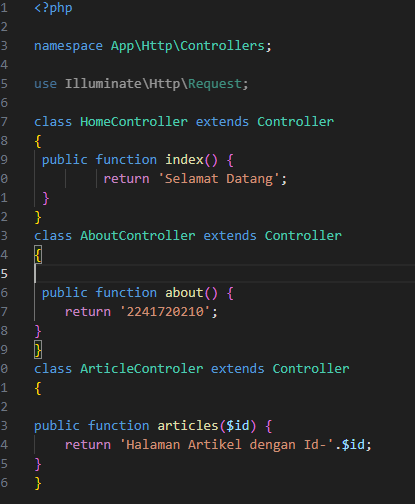 1 <?php
2
3 namespace App\Http\Controllers;
4
5 use Illuminate\Http\Request;
6
7 class HomeController extends Controller
8 {
9 public function index() {
0 return 'Selamat Datang';
1 }
2 }
3 class AboutController extends Controller
4 {
5
6 public function about() {
7 return '2241720210';
8 }
9 }
0 class ArticleControler extends Controller
1 {
2
3 public function articles($id) {
4 return 'Halaman Artikel dengan Id-'.$id;
5 }
6 }